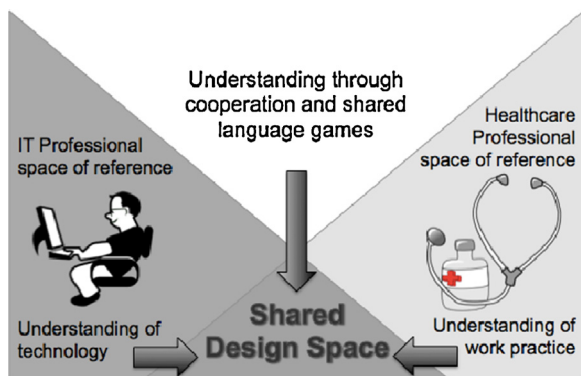 Understanding through
cooperation and shared
language games
IT Professional
space of reference
Healthcare
Professional
space of reference
Understanding of
technology
Shared
Design Space
Understanding of
work practice